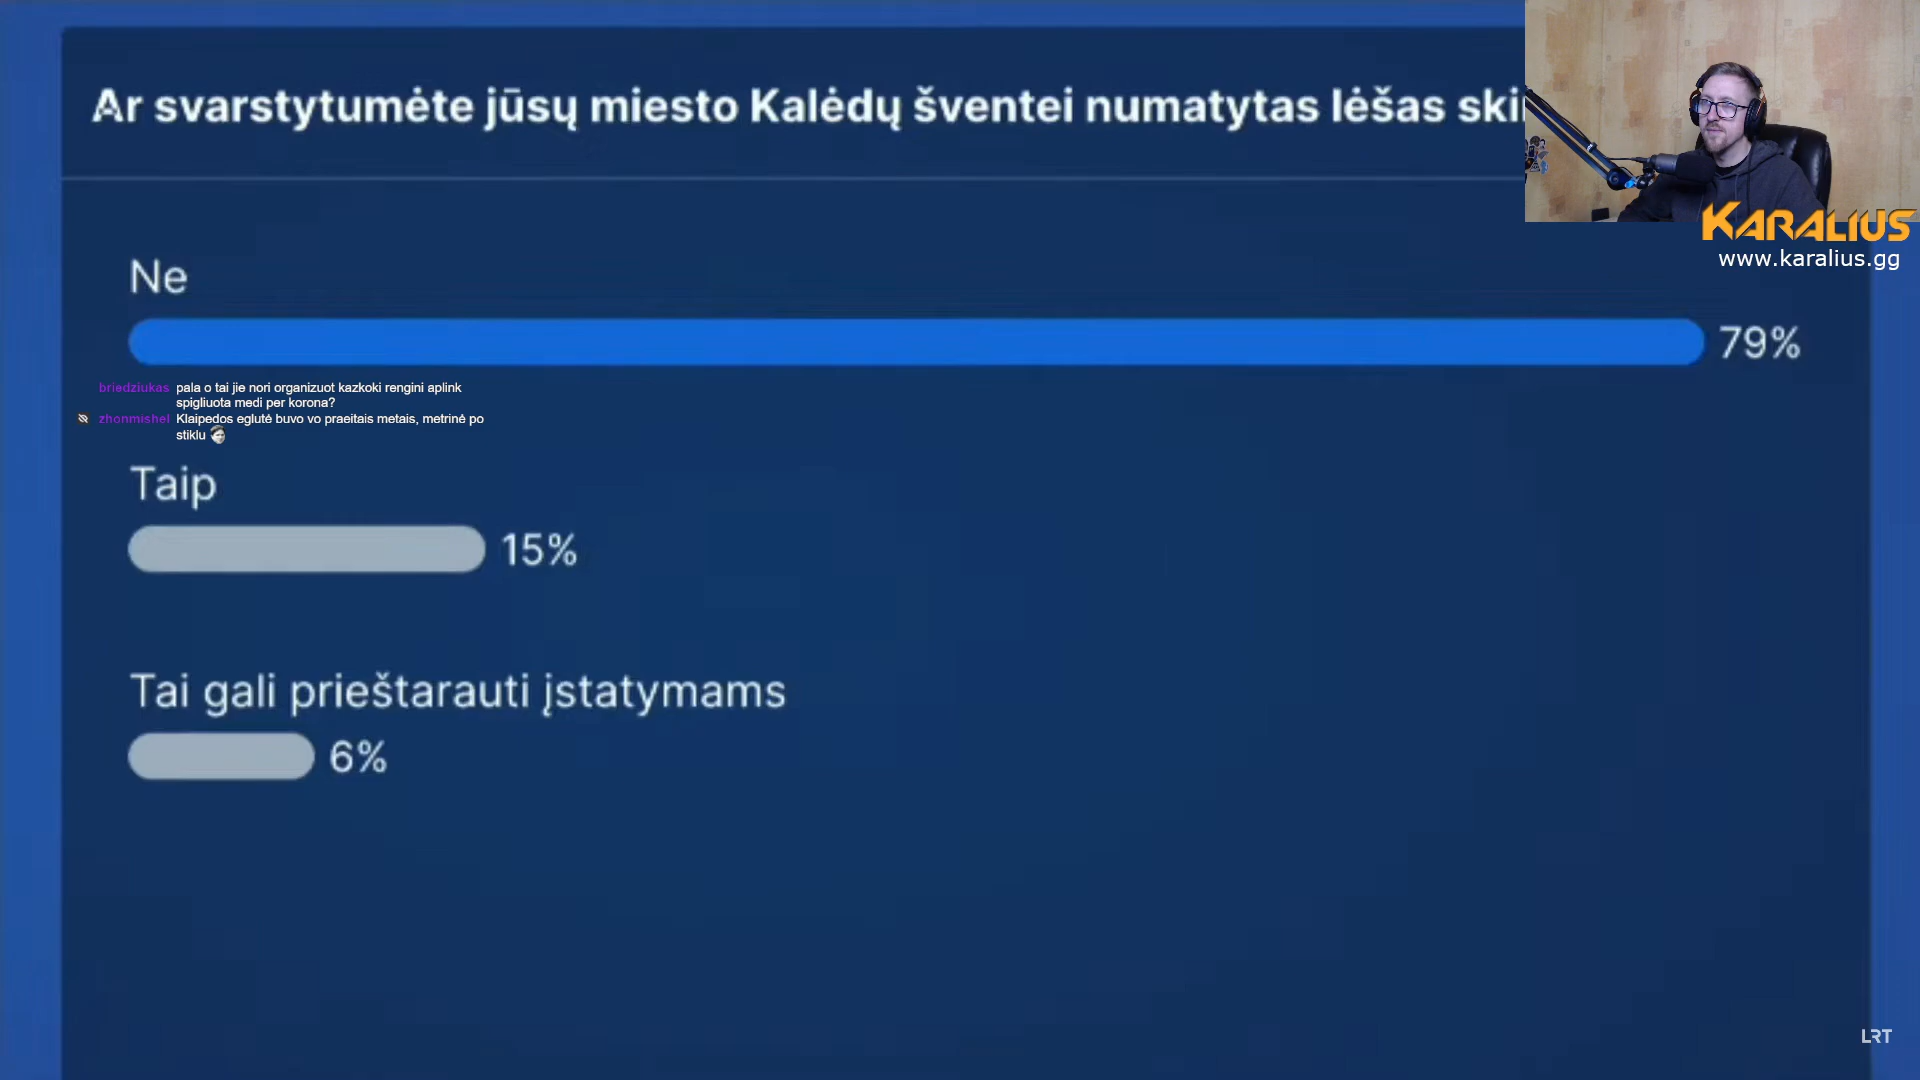 Ar svarstytumėte jūsų miesto Kalėdų šventei numatytas lėšas
KARALIUS
www.karalius.gg
Ne
79%
briedziukas pala o tai jie nori organizuot kazkoki rengini aplink
spigliuota medi per korona?
zhonmishel Klaipedos eglutė buvo vo praeitais metais, metrinė po
stiklu
Taip
15%
Tai gali prieštarauti įstatymams
6%
LRT